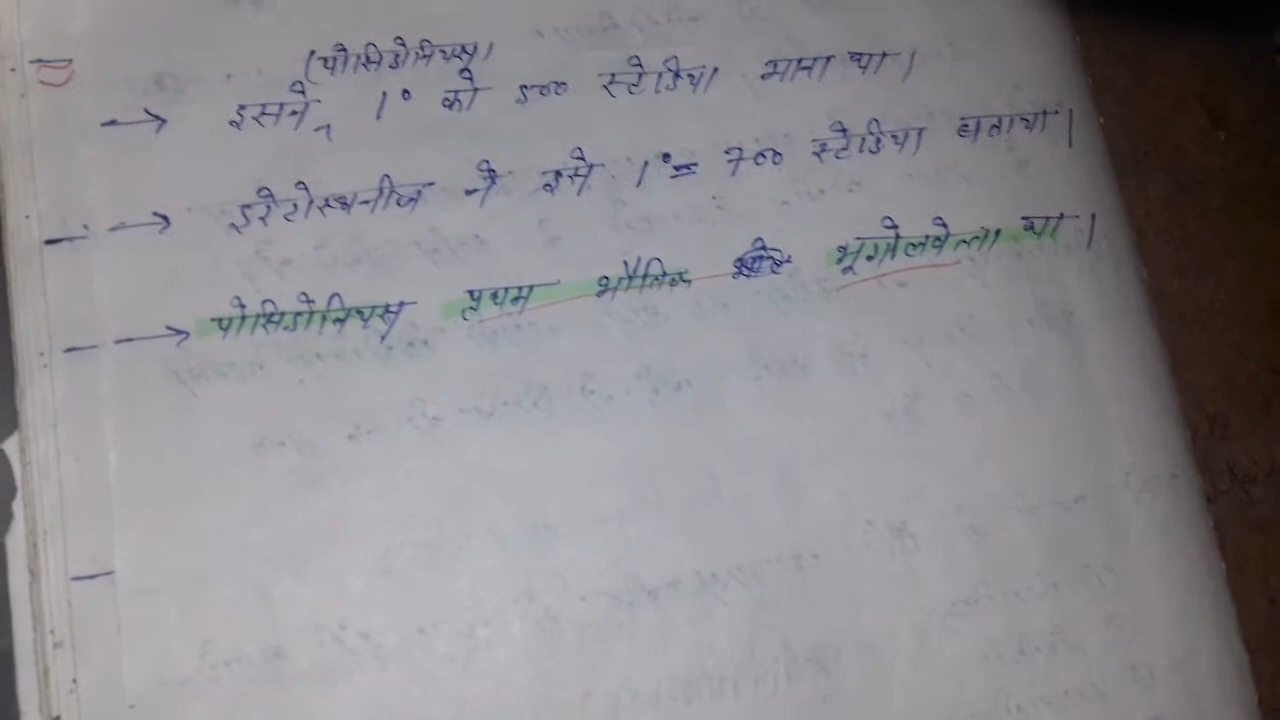 (पोसिडोनियस)
→ इसने, 1° को 500 स्टेडिया माना था।
→ इरेटोस्थनीज ने इसे 1° = 700 स्टेडिया बताया।
→ पोसिडोनियस प्रथम भौतिक भूगोलवेत्ता था।